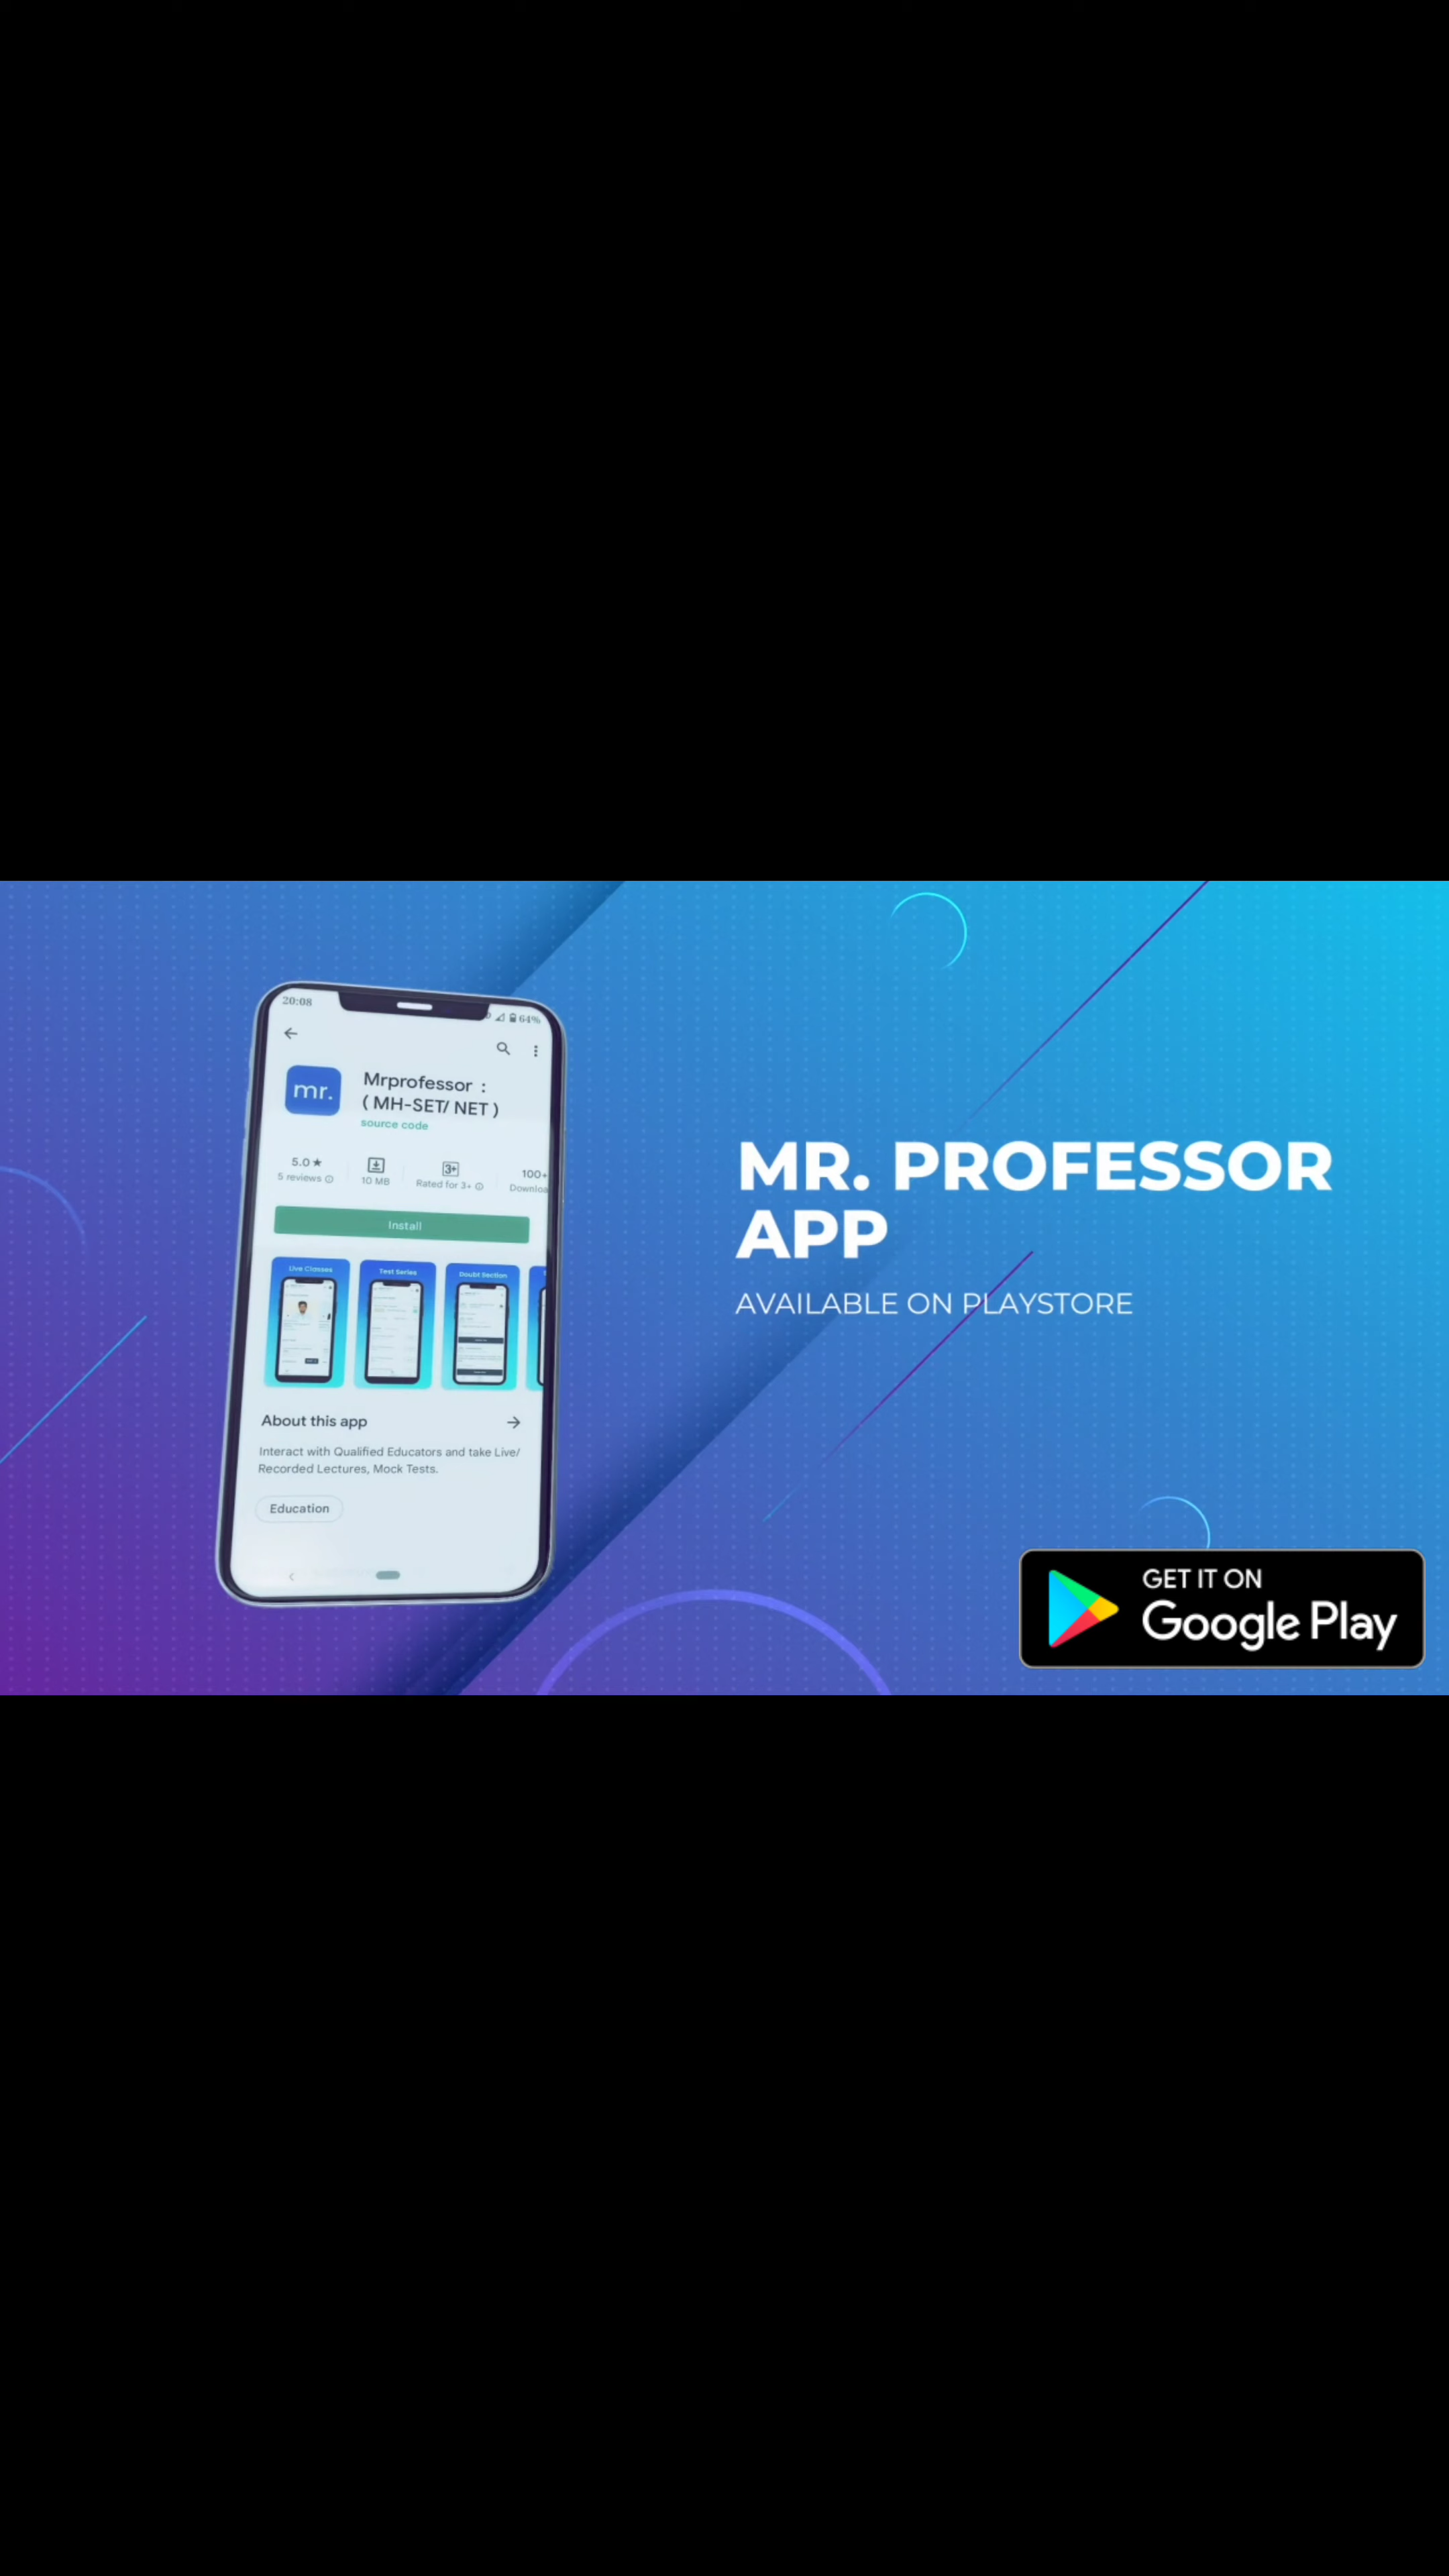 20:08
64%
mr.
Mrprofessor :
( MH-SET/ NET )
source code
5.0★
5 reviews
10 MB
3+
Rated for 3+
100+
Downloa
Install
Live Classes
Test Series
Doubt Section
About this app
Interact with Qualified Educators and take Live/
Recorded Lectures, Mock Tests.
Education
MR. PROFESSOR
APP
AVAILABLE ON PLAYSTORE
GET IT ON
Google Play